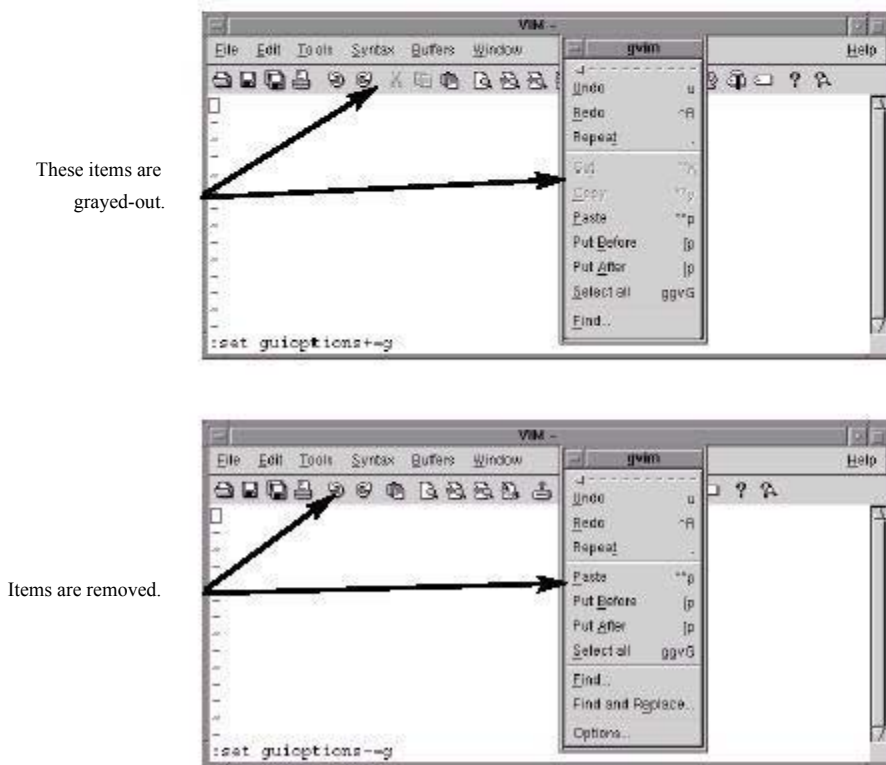 VIM -
File Edit Tools Syntax Buffers Window
gvim
Help
Undo u
Redo ^R
Repeat .
These items are
grayed-out.
Cut
Copy
Paste "*p
Put Before [p
Put After ]p
Select all ggvG
Find...
:set guioptions+=g
VIM -
File Edit Tools Syntax Buffers Window
gvim
Help
Undo u
Redo ^R
Repeat .
Items are removed.
Paste "*p
Put Before [p
Put After ]p
Select all ggvG
Find...
Find and Replace...
Options...
:set guioptions-=g